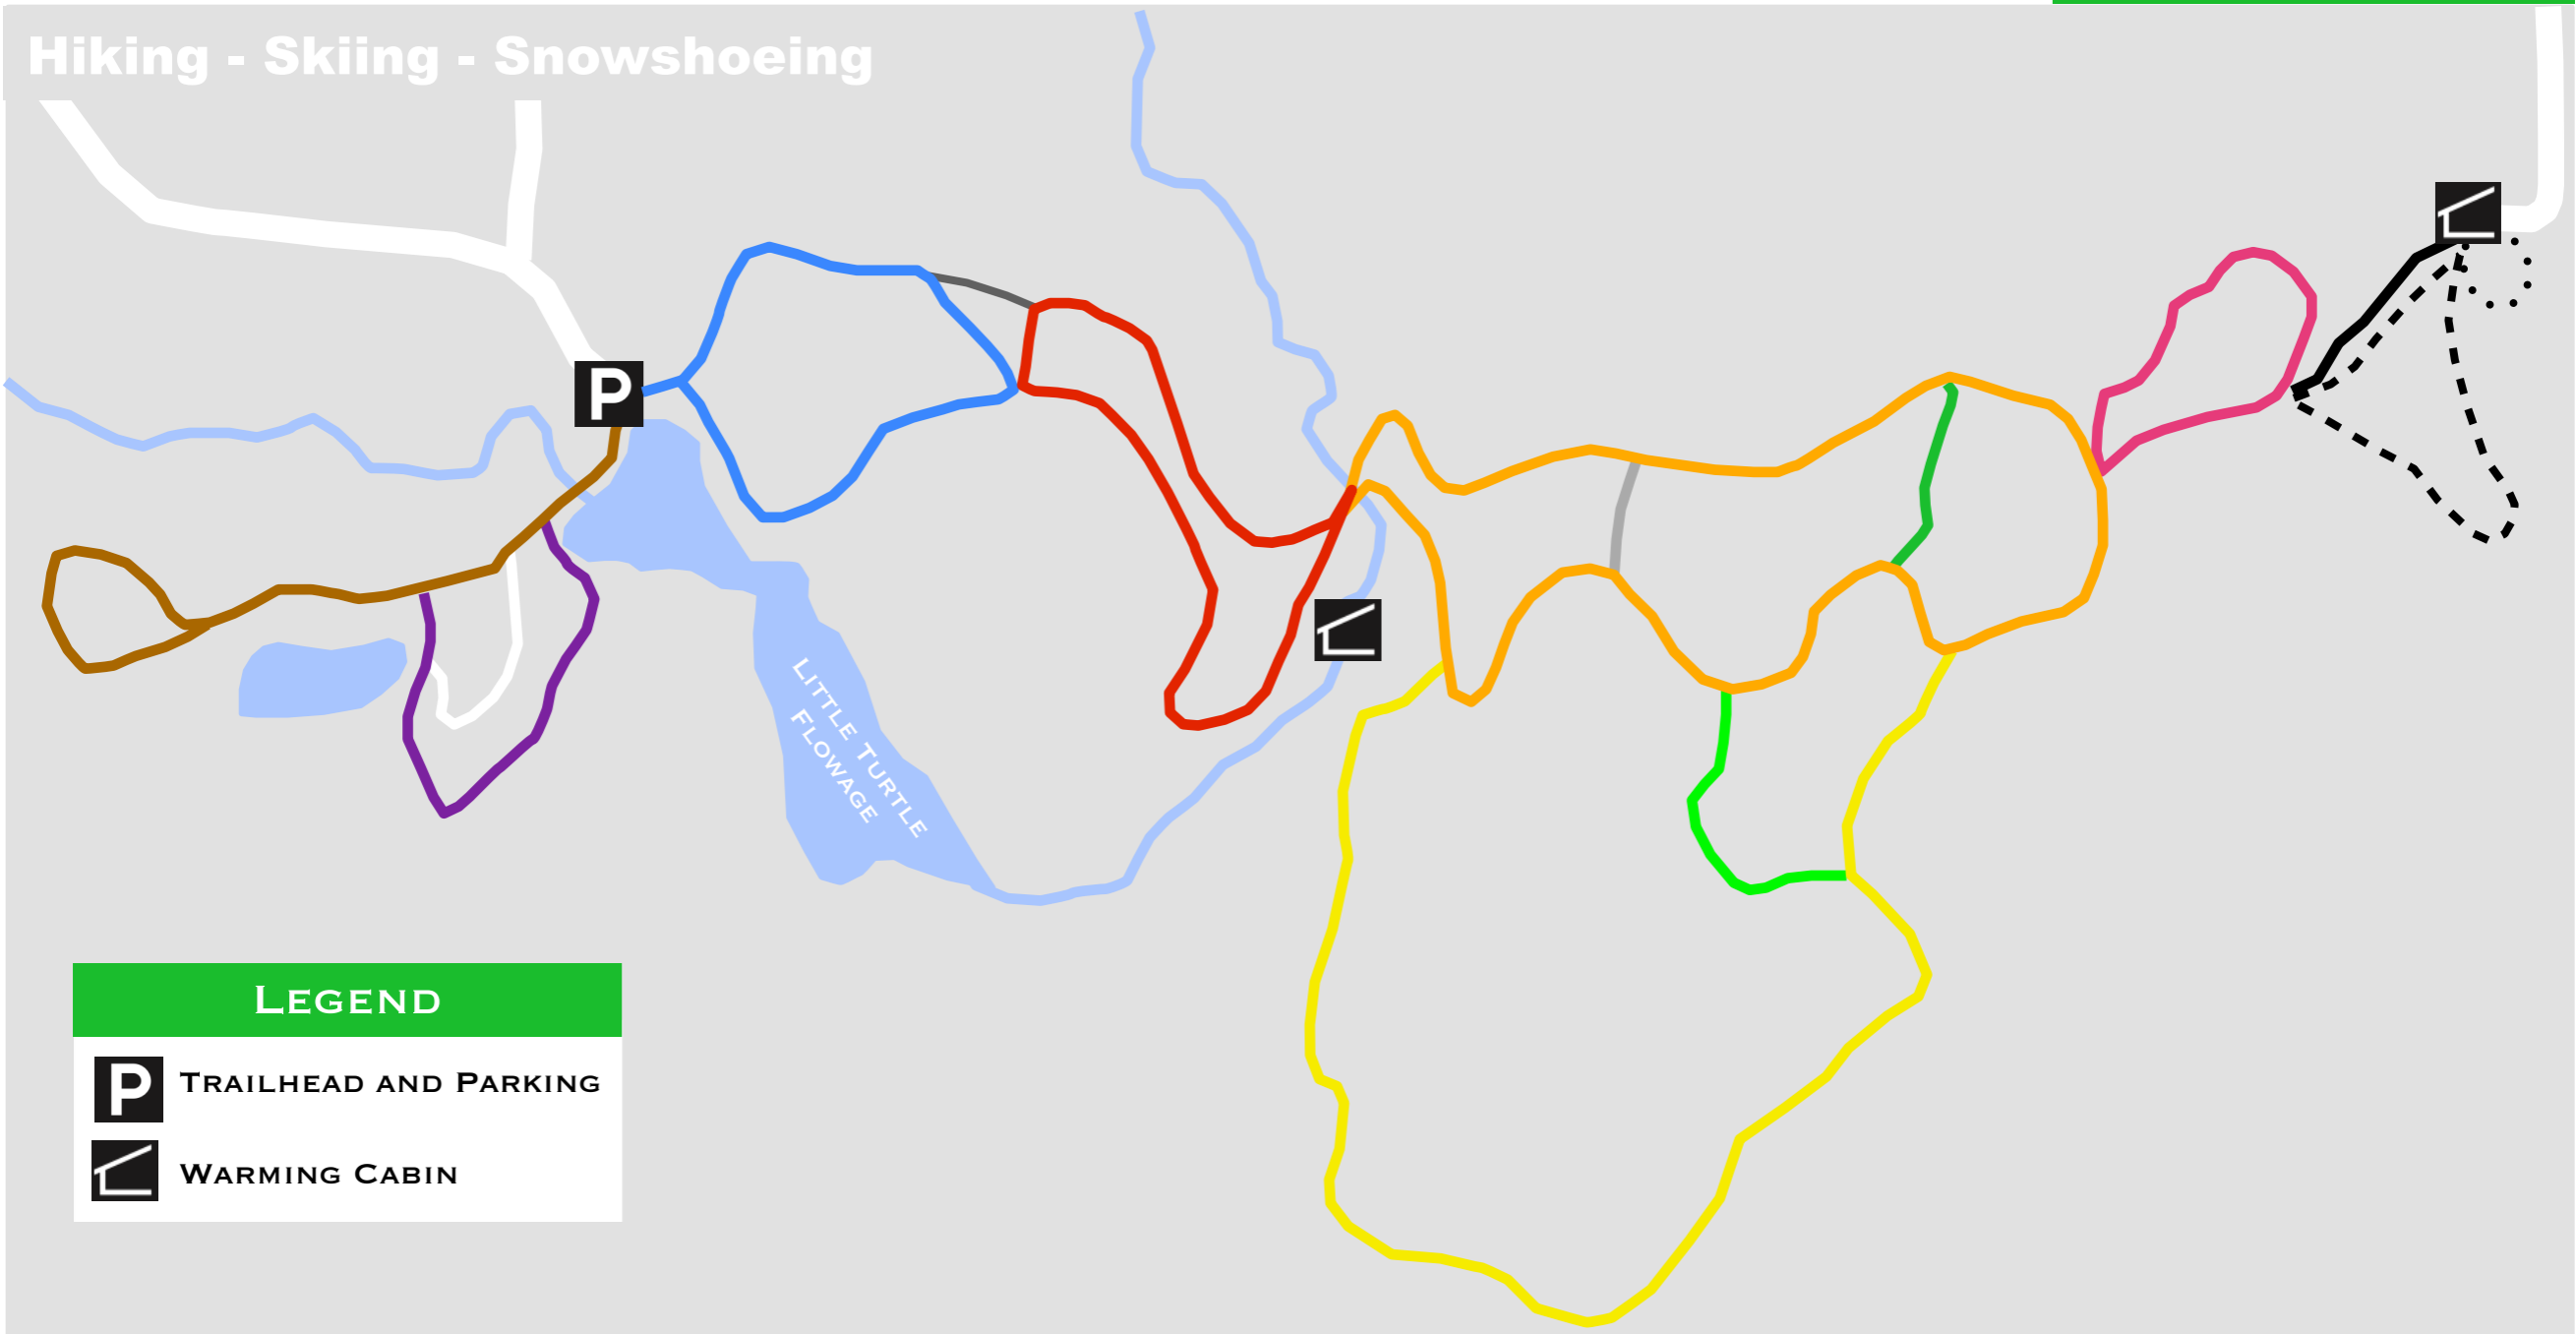 Hiking - Skiing - Snowshoeing
P
LITTLE TURTLE
FLOWAGE
LEGEND
P TRAILHEAD AND PARKING
WARMING CABIN